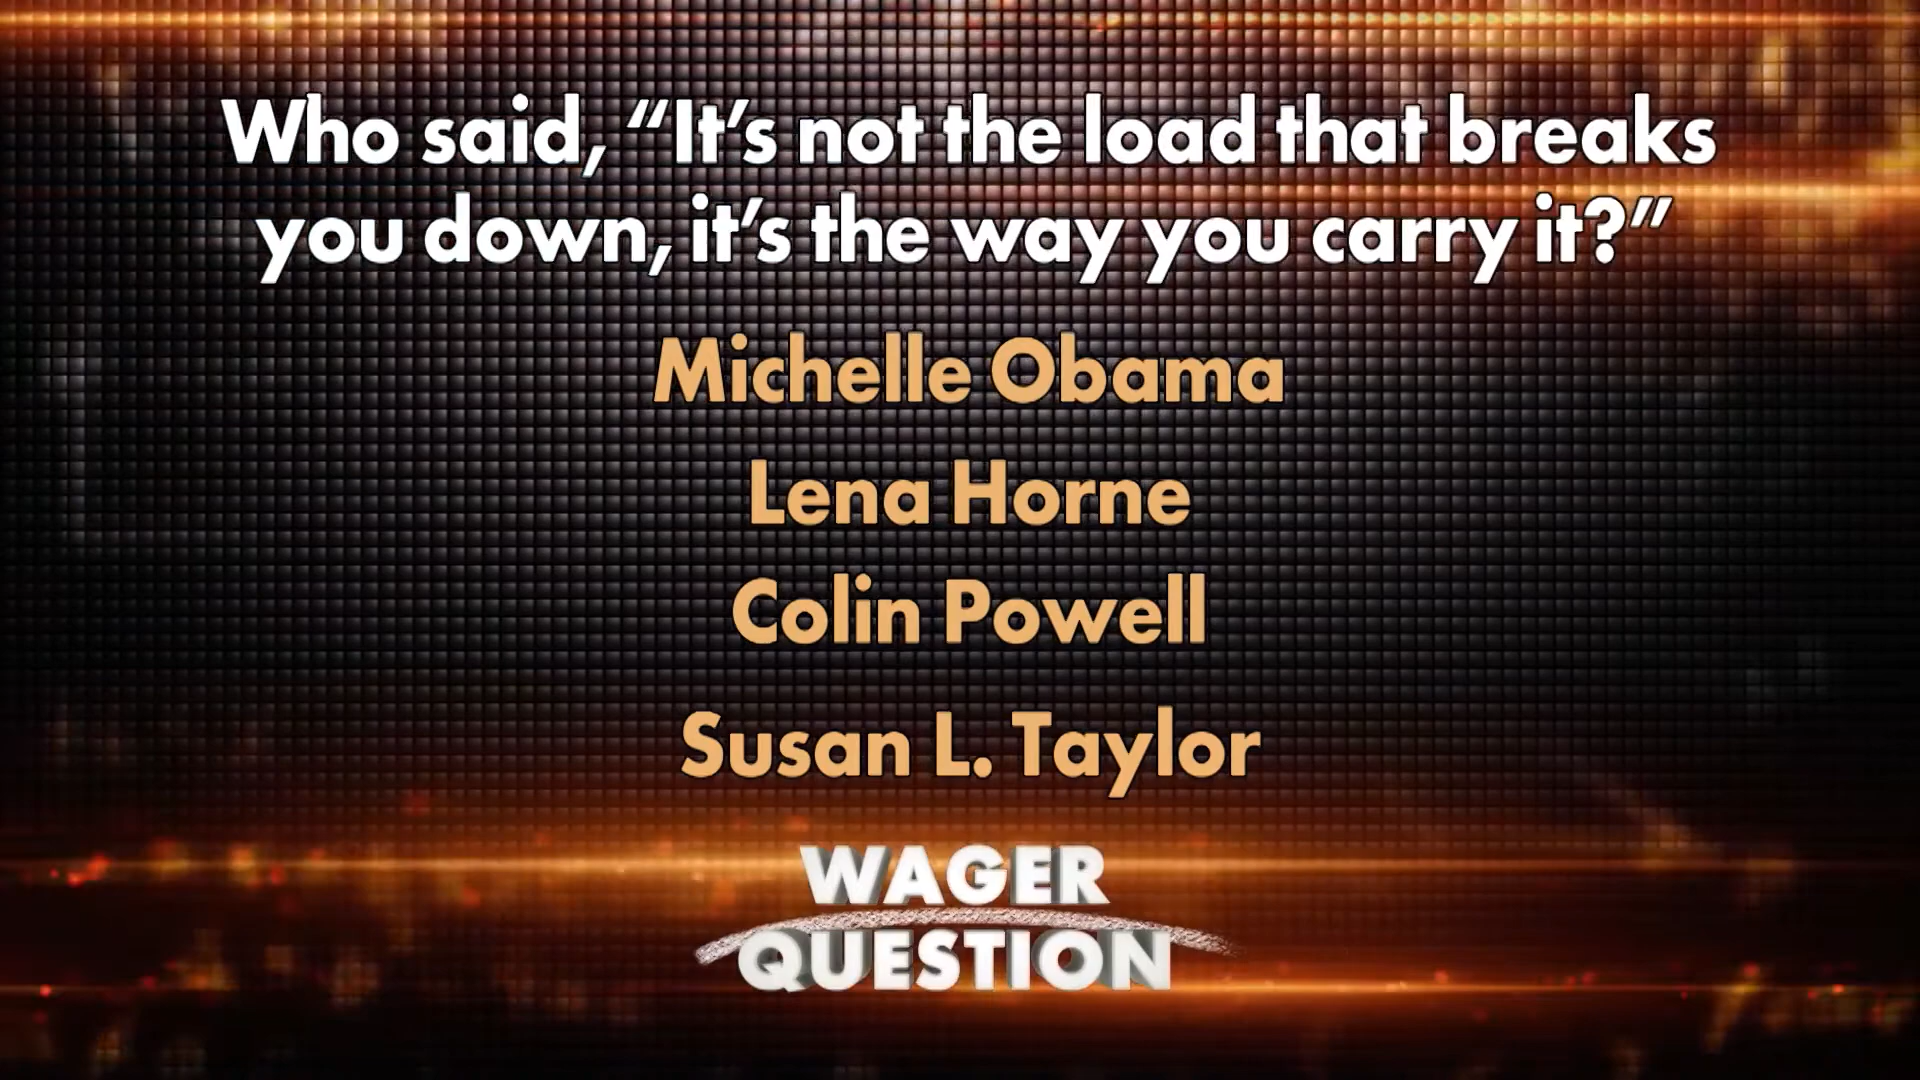 Who said, “It’s not the load that breaks
you down, it’s the way you carry it?”
Michelle Obama
Lena Horne
Colin Powell
Susan L. Taylor
WAGER
QUESTION